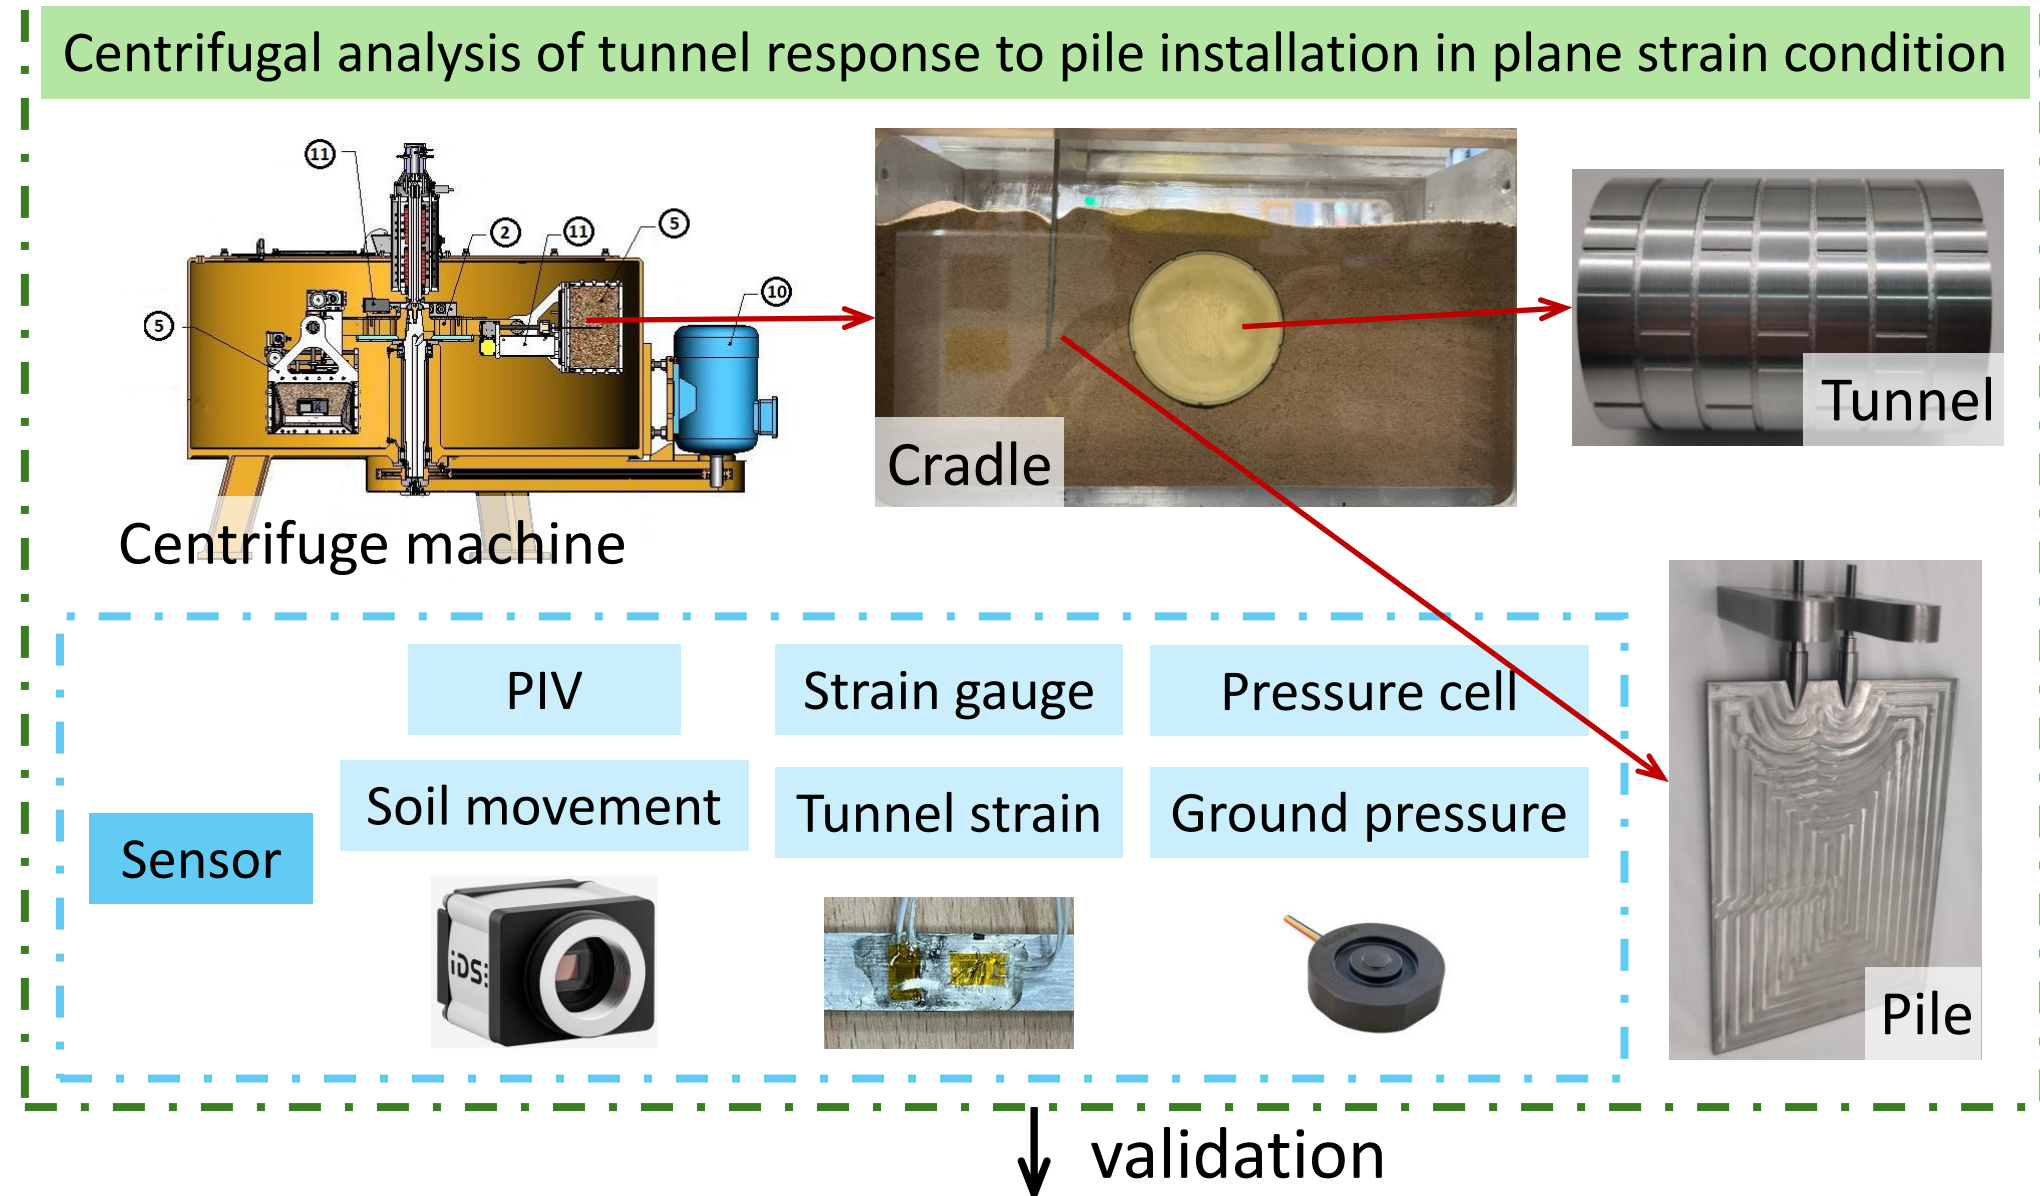 Centrifugal analysis of tunnel response to pile installation in plane strain condition
11
2
11
5
10
5
Centrifuge machine
Cradle
Tunnel
Pile
PIV
Strain gauge
Pressure cell
Soil movement
Tunnel strain
Ground pressure
Sensor
iDS:
validation